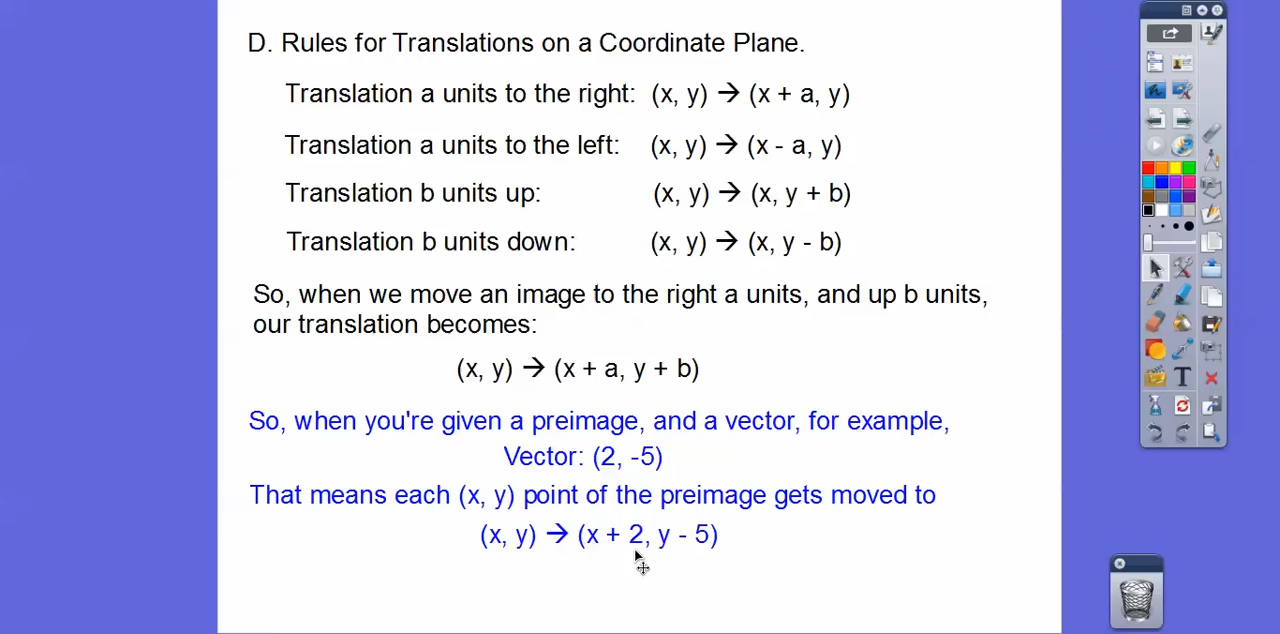 D. Rules for Translations on a Coordinate Plane.
Translation a units to the right: (x, y) → (x + a, y)
Translation a units to the left: (x, y) → (x - a, y)
Translation b units up: (x, y) → (x, y + b)
Translation b units down: (x, y) → (x, y - b)
So, when we move an image to the right a units, and up b units,
our translation becomes:
(x, y) → (x + a, y + b)
So, when you're given a preimage, and a vector, for example,
Vector: (2, -5)
That means each (x, y) point of the preimage gets moved to
(x, y) → (x + 2, y - 5)